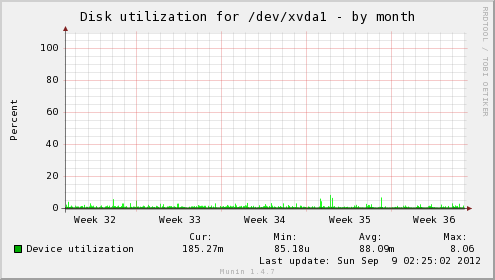 Disk utilization for /dev/xvda1 - by month
RRDTOOL / TOBI OETIKER
Percent
100
80
60
40
20
0
Week 32 Week 33 Week 34 Week 35 Week 36
Cur: Min: Avg: Max:
Device utilization 185.27m 85.18u 88.09m 8.06
Last update: Sun Sep 9 02:25:02 2012
Munin 1.4.7